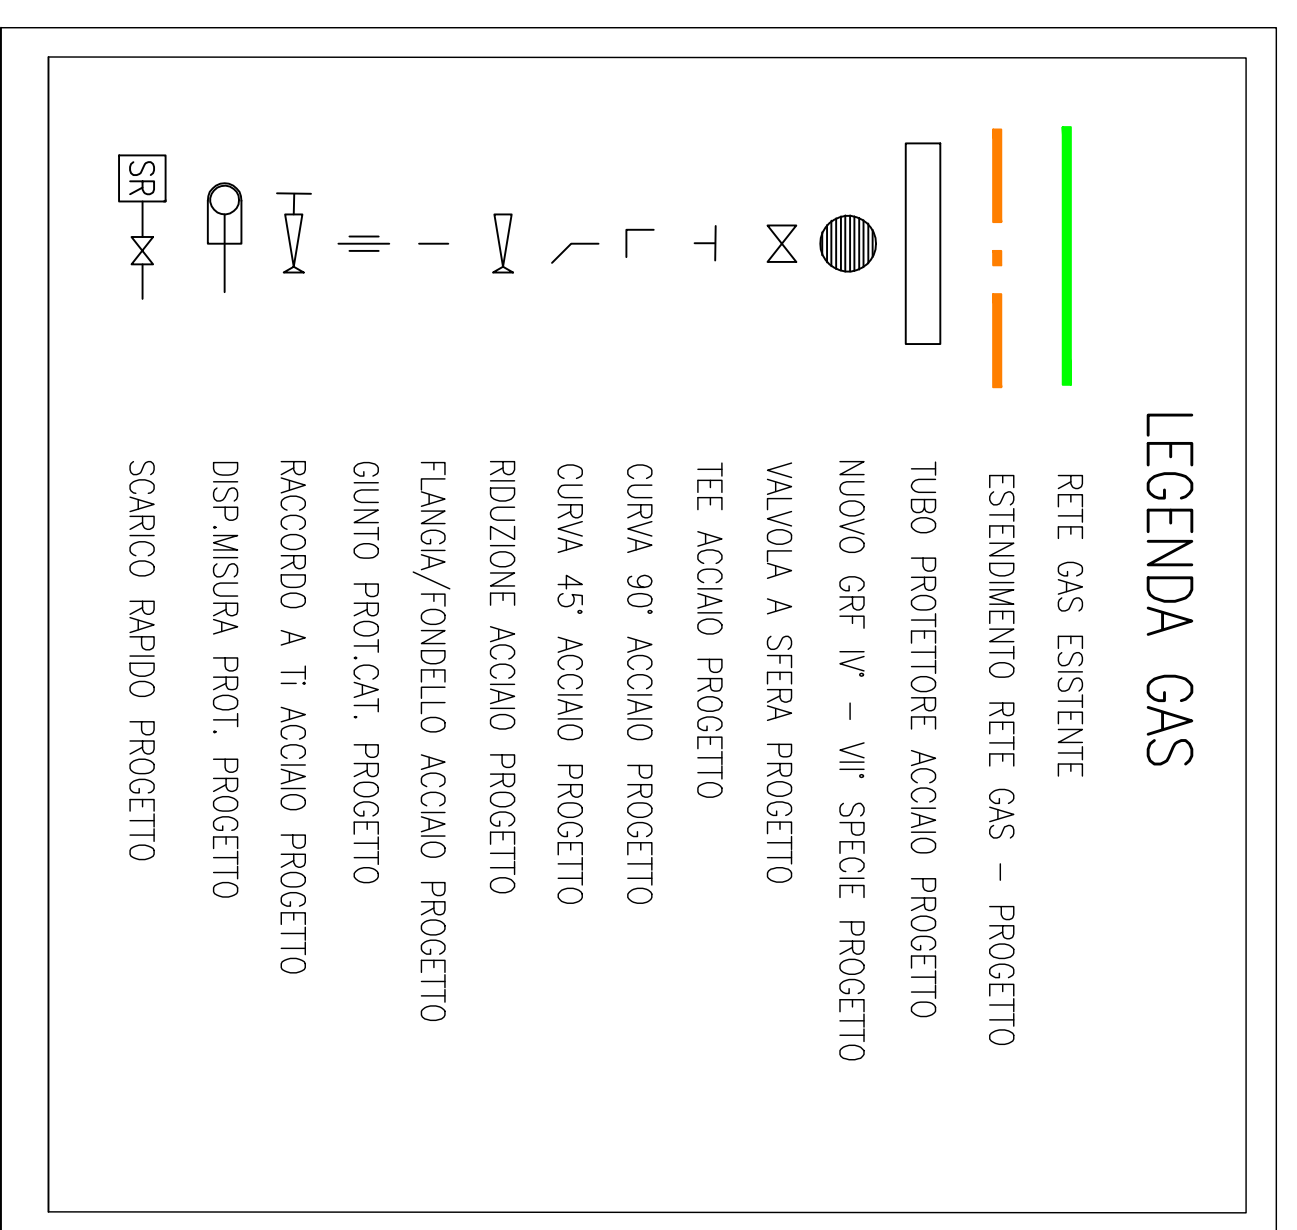 LEGENDA GAS
RETE GAS ESISTENTE
ESTENDIMENTO RETE GAS – PROGETTO
TUBO PROTETTORE ACCIAIO PROGETTO
NUOVO GRF IV° – VII° SPECIE PROGETTO
VALVOLA A SFERA PROGETTO
TEE ACCIAIO PROGETTO
CURVA 90° ACCIAIO PROGETTO
CURVA 45° ACCIAIO PROGETTO
RIDUZIONE ACCIAIO PROGETTO
FLANGIA/FONDELLO ACCIAIO PROGETTO
GIUNTO PROT.CAT. PROGETTO
RACCORDO A Ti ACCIAIO PROGETTO
DISP.MISURA PROT. PROGETTO
SR SCARICO RAPIDO PROGETTO